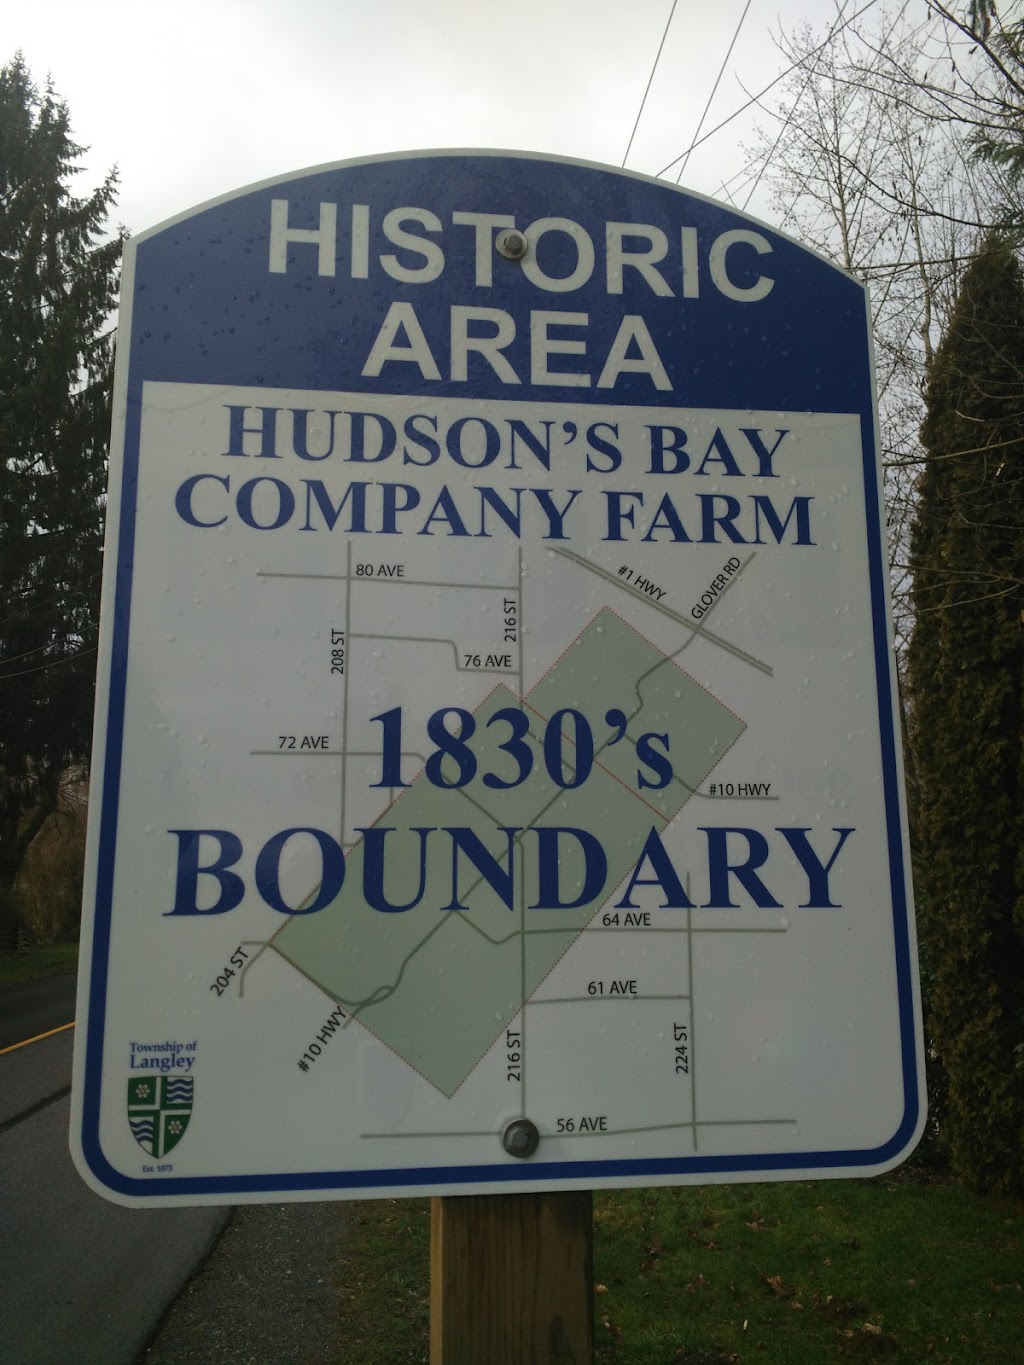 HISTORIC
AREA
HUDSON'S BAY
COMPANY FARM
80 AVE
#1 HWY
GLOVER RD
216 ST
208 ST
76 AVE
1830's
72 AVE
#10 HWY
BOUNDARY
64 AVE
204 ST
61 AVE
#10 HWY
216 ST
224 ST
56 AVE
Township of
Langley
Est. 1873